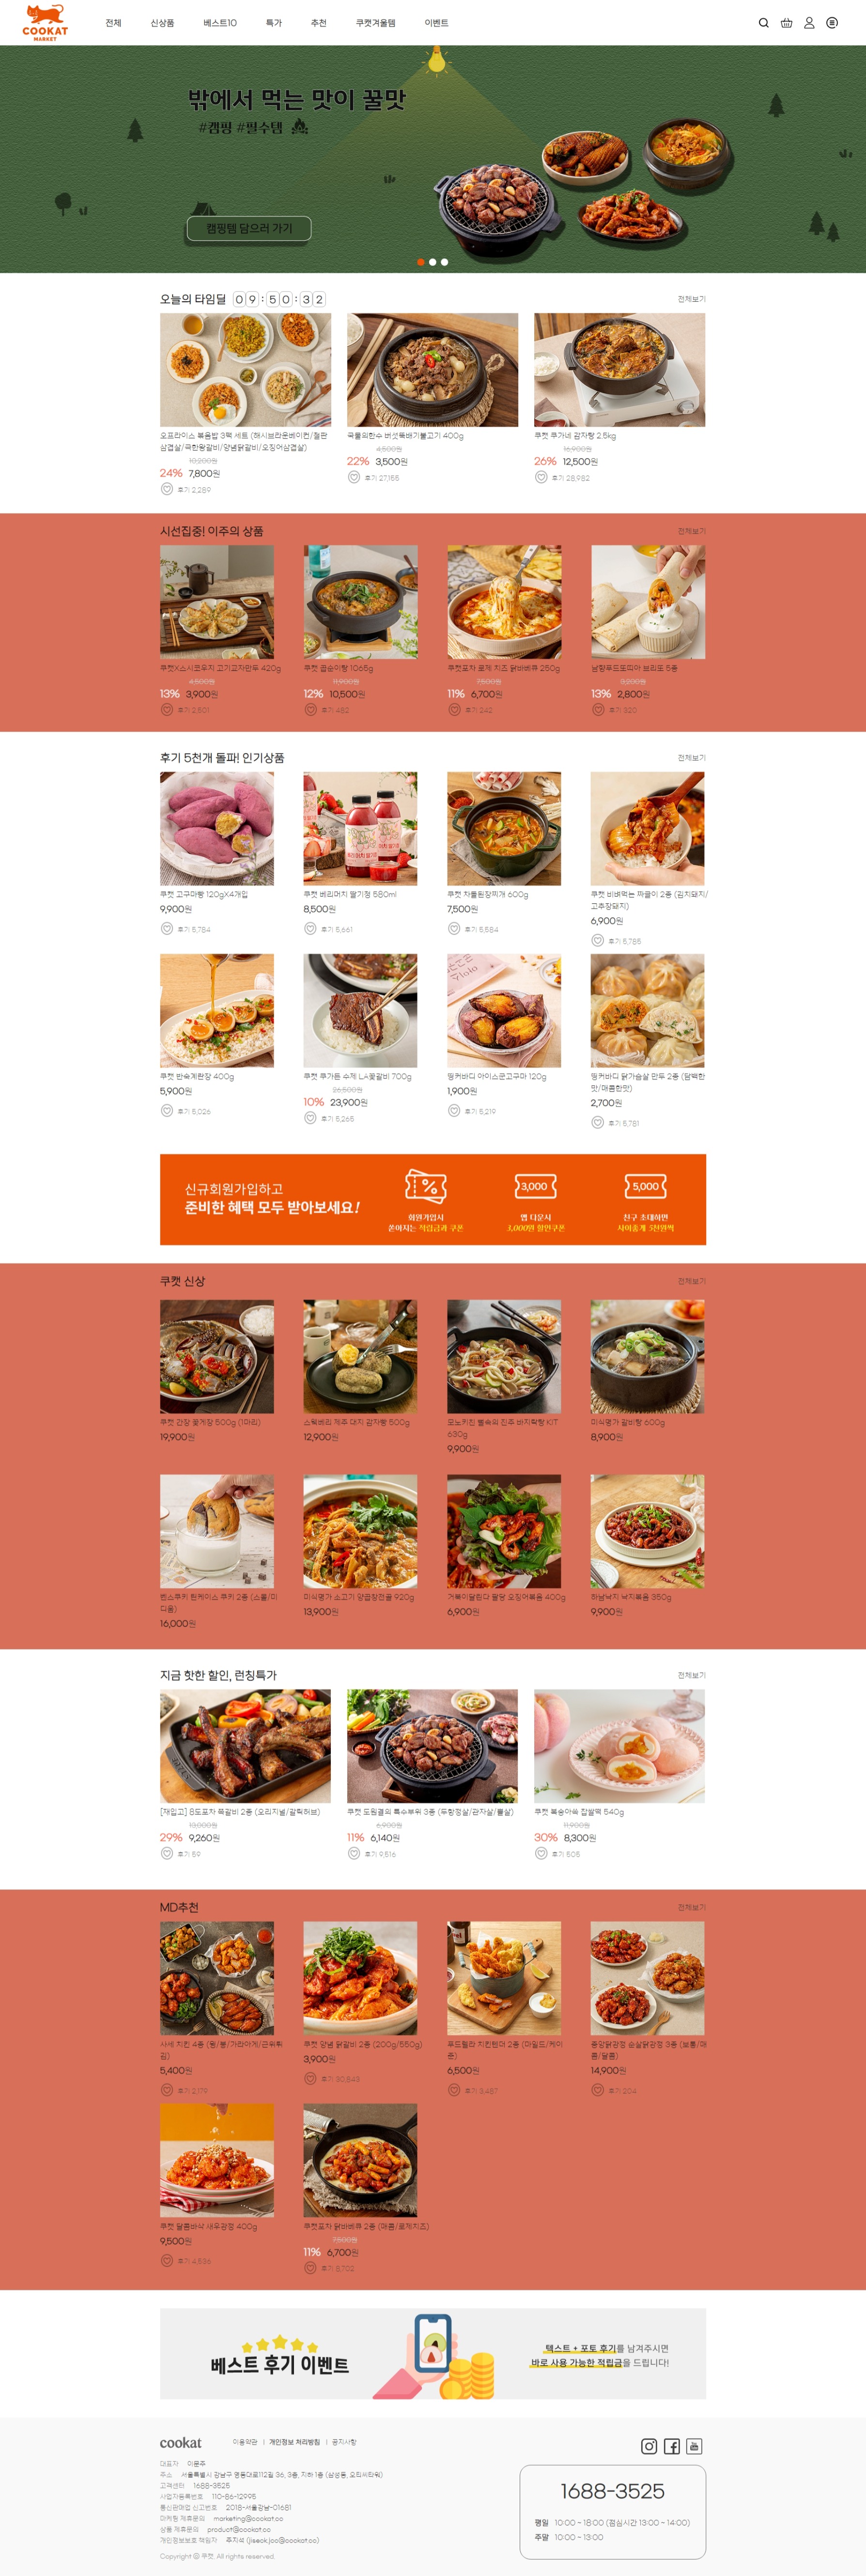 COOKAT
MARKET
전체 신상품 베스트10 특가 추천 쿠캣겨울템 이벤트
밖에서 먹는 맛이 꿀맛
#캠핑 #필수템
캠핑템 담으러 가기
오늘의 타임딜 09:50:32 전체보기
오프라이스 볶음밥 3팩 세트 (해시브라운베이컨/철판
삼겹살/국한왕갈비/양념닭갈비/오징어삼겹살)
10,200원
24% 7,800원
후기 2,289
국물의한수 버섯뚝배기불고기 400g
4,500원
22% 3,500원
후기 27,155
쿠캣 쿠가네 감자탕 2.5kg
16,900원
26% 12,500원
후기 28,982
시선집중! 이주의 상품 전체보기
쿠캣X스시코우지 고기교자만두 420g
4,500원
13% 3,900원
후기 2,501
쿠캣 곱순이탕 1065g
11,900원
12% 10,500원
후기 482
쿠캣포차 로제 치즈 닭바베큐 250g
7,500원
11% 6,700원
후기 242
남향푸드또띠아 브리또 5종
3,200원
13% 2,800원
후기 320
후기 5천개 돌파! 인기상품 전체보기
쿠캣 고구마빵 120gX4개입
9,900원
후기 5,784
쿠캣 베리머치 딸기청 580ml
8,500원
후기 5,661
쿠캣 차돌된장찌개 600g
7,500원
후기 5,584
쿠캣 비벼먹는 짜글이 2종 (김치돼지/
고추장돼지)
6,900원
후기 5,785
쿠캣 반숙계란장 400g
5,900원
후기 5,026
쿠캣 쿠가든 수제 LA꽃갈비 700g
26,500원
10% 23,900원
후기 5,265
띵커바디 아이스군고구마 120g
1,900원
후기 5,219
띵커바디 닭가슴살 만두 2종 (담백한
맛/매콤한맛)
2,700원
후기 5,781
신규회원가입하고
준비한 혜택 모두 받아보세요!
3,000 5,000
회원가입시 앱 다운시 친구 초대하면
쏟아지는 적립금과 쿠폰 3,000원 할인쿠폰 사이좋게 5천원씩
쿠캣 신상 전체보기
쿠캣 간장 꽃게장 500g (1마리)
19,900원
스윗베리 제주 대지 감자빵 500g
12,900원
모노키친 뻘속의 진주 바지락탕 KIT
630g
9,900원
미식명가 갈비탕 600g
8,900원
벤스쿠키 틴케이스 쿠키 2종 (스몰/미
디움)
16,000원
미식명가 소고기 양곱창전골 920g
13,900원
거북이달린다 팔당 오징어볶음 400g
6,900원
하남낙지 낙지볶음 350g
9,900원
지금 핫한 할인, 런칭특가 전체보기
[재입고] 8도포차 쪽갈비 2종 (오리지널/갈릭허브)
13,000원
29% 9,260원
후기 59
쿠캣 도원결의 특수부위 3종 (두항정살/관자살/뽈살)
6,900원
11% 6,140원
후기 9,516
쿠캣 복숭아쏙 찹쌀떡 540g
11,900원
30% 8,300원
후기 505
MD추천 전체보기
사세 치킨 4종 (윙/봉/가라아게/근위튀
김)
5,400원
후기 2,179
쿠캣 양념 닭갈비 2종 (200g/550g)
3,900원
후기 30,843
푸드월라 치킨텐더 2종 (마일드/케이
준)
6,500원
후기 3,457
중앙닭강정 순살닭강정 3종 (보통/매
콤/달콤)
14,900원
후기 204
쿠캣 달콤바삭 새우강정 400g
9,500원
후기 4,836
쿠캣포차 닭바베큐 2종 (매콤/로제치즈)
7,500원
11% 6,700원
후기 8,702
베스트 후기 이벤트
텍스트 + 포토 후기를 남겨주시면
바로 사용 가능한 적립금을 드립니다!
cookat 이용약관 | 개인정보 처리방침 | 공지사항
대표자 이문주
주소 서울특별시 강남구 영동대로112길 36, 3층, 지하 1층 (삼성동, 오티씨타워)
고객센터 1688-3525
사업자등록번호 110-86-12995
통신판매업 신고번호 2018-서울강남-01681
마케팅 제휴문의 marketing@cookat.co
상품 제휴문의 product@cookat.co
개인정보보호 책임자 주지석 (jiseok.joo@cookat.co)
Copyright @ 쿠캣. All rights reserved.
You
1688-3525
평일 10:00 - 18:00 (점심시간 13:00 - 14:00)
주말 10:00 - 13:00